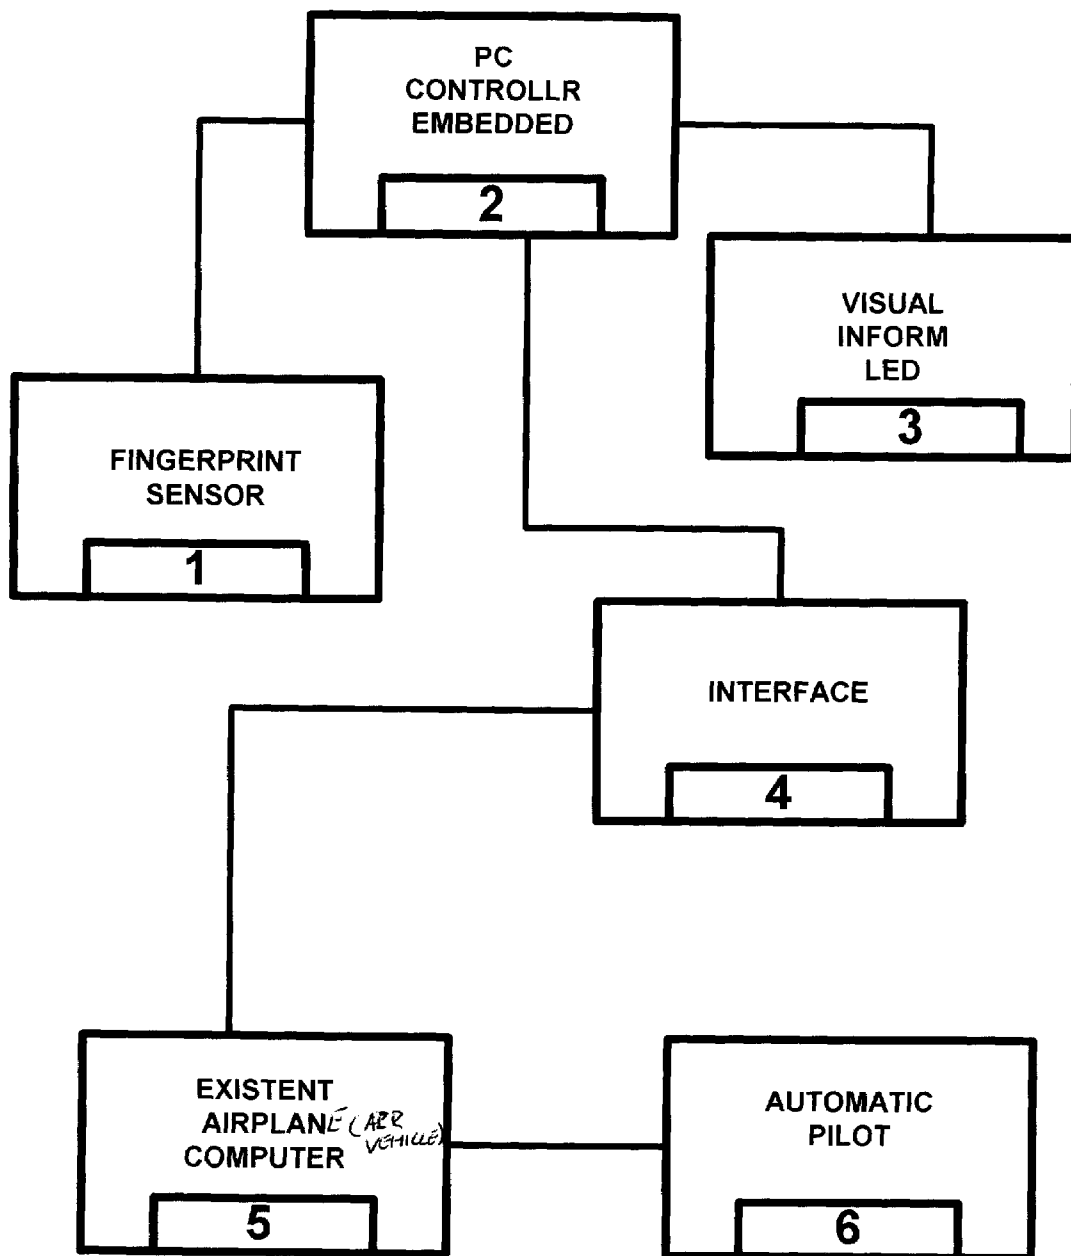 PC
CONTROLLR
EMBEDDED
2
VISUAL
INFORM
LED
3
FINGERPRINT
SENSOR
1
INTERFACE
4
EXISTENT
AIRPLANE (AER
VEHICLE)
COMPUTER
5
AUTOMATIC
PILOT
6